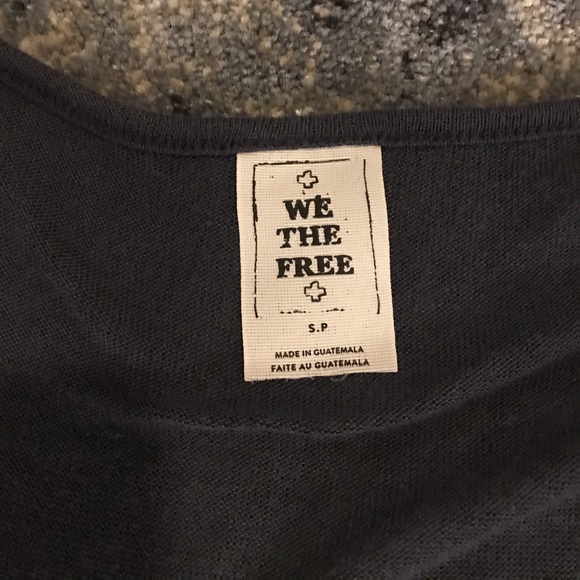 WE
THE
FREE
S.P
MADE IN GUATEMALA
FAITE AU GUATEMALA